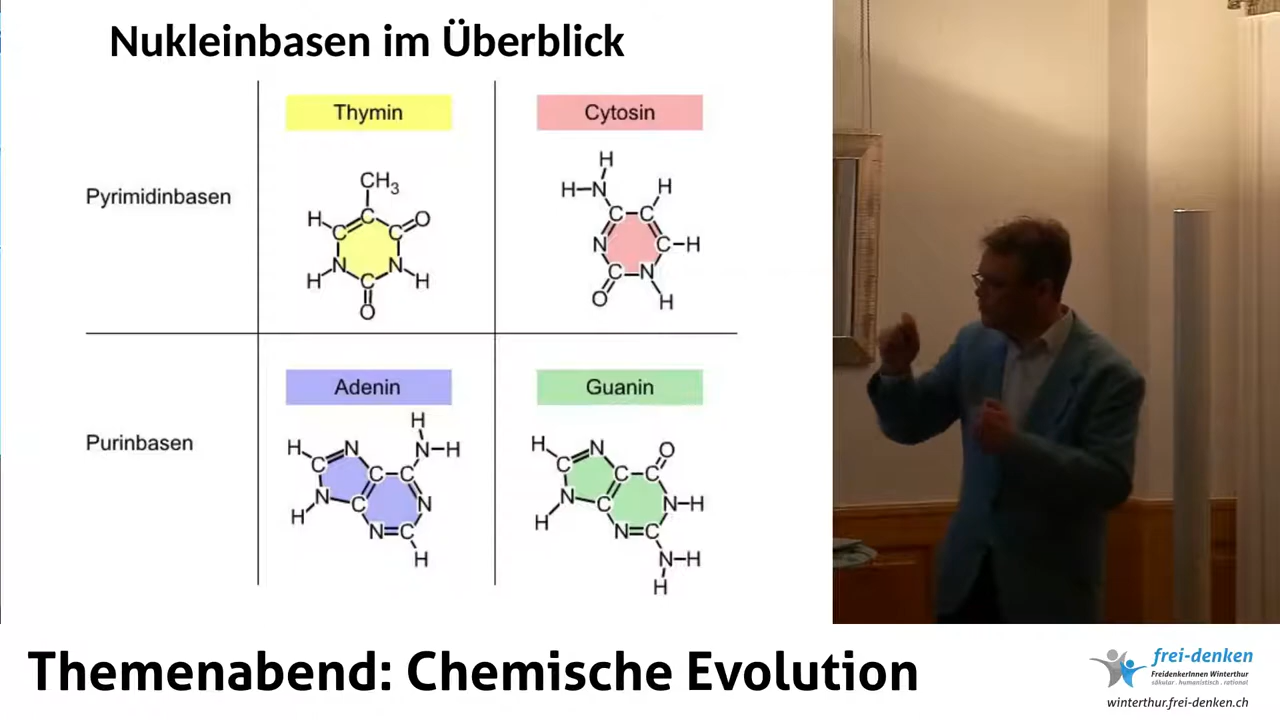 Nukleinbasen im Überblick
Thymin
Cytosin
Pyrimidinbasen
CH3
H
C
C
C
O
H
N
N
H
C
O
H
H–N
H
C
C
N
C–H
C
N
O
H
Adenin
Guanin
Purinbasen
H
H
N
N–H
C
C
C
N
C
N
H
N
C
H
H
N
O
C
C
C
N
C
N–H
H
N
C
N–H
H
Themenabend: Chemische Evolution
frei-denken
FreidenkerInnen Winterthur
säkular . humanistisch . rational
winterthur.frei-denken.ch